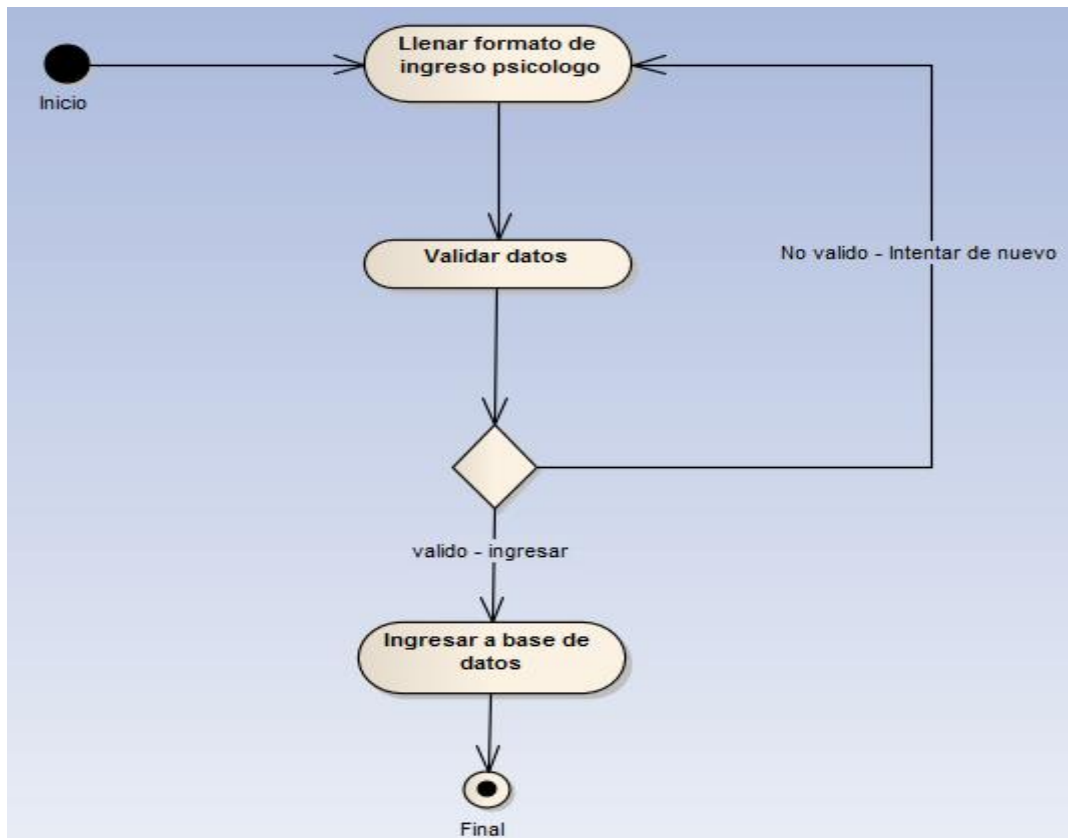 Llenar formato de
ingreso psicologo
Inicio
Validar datos
No valido - Intentar de nuevo
valido - ingresar
Ingresar a base de
datos
Final